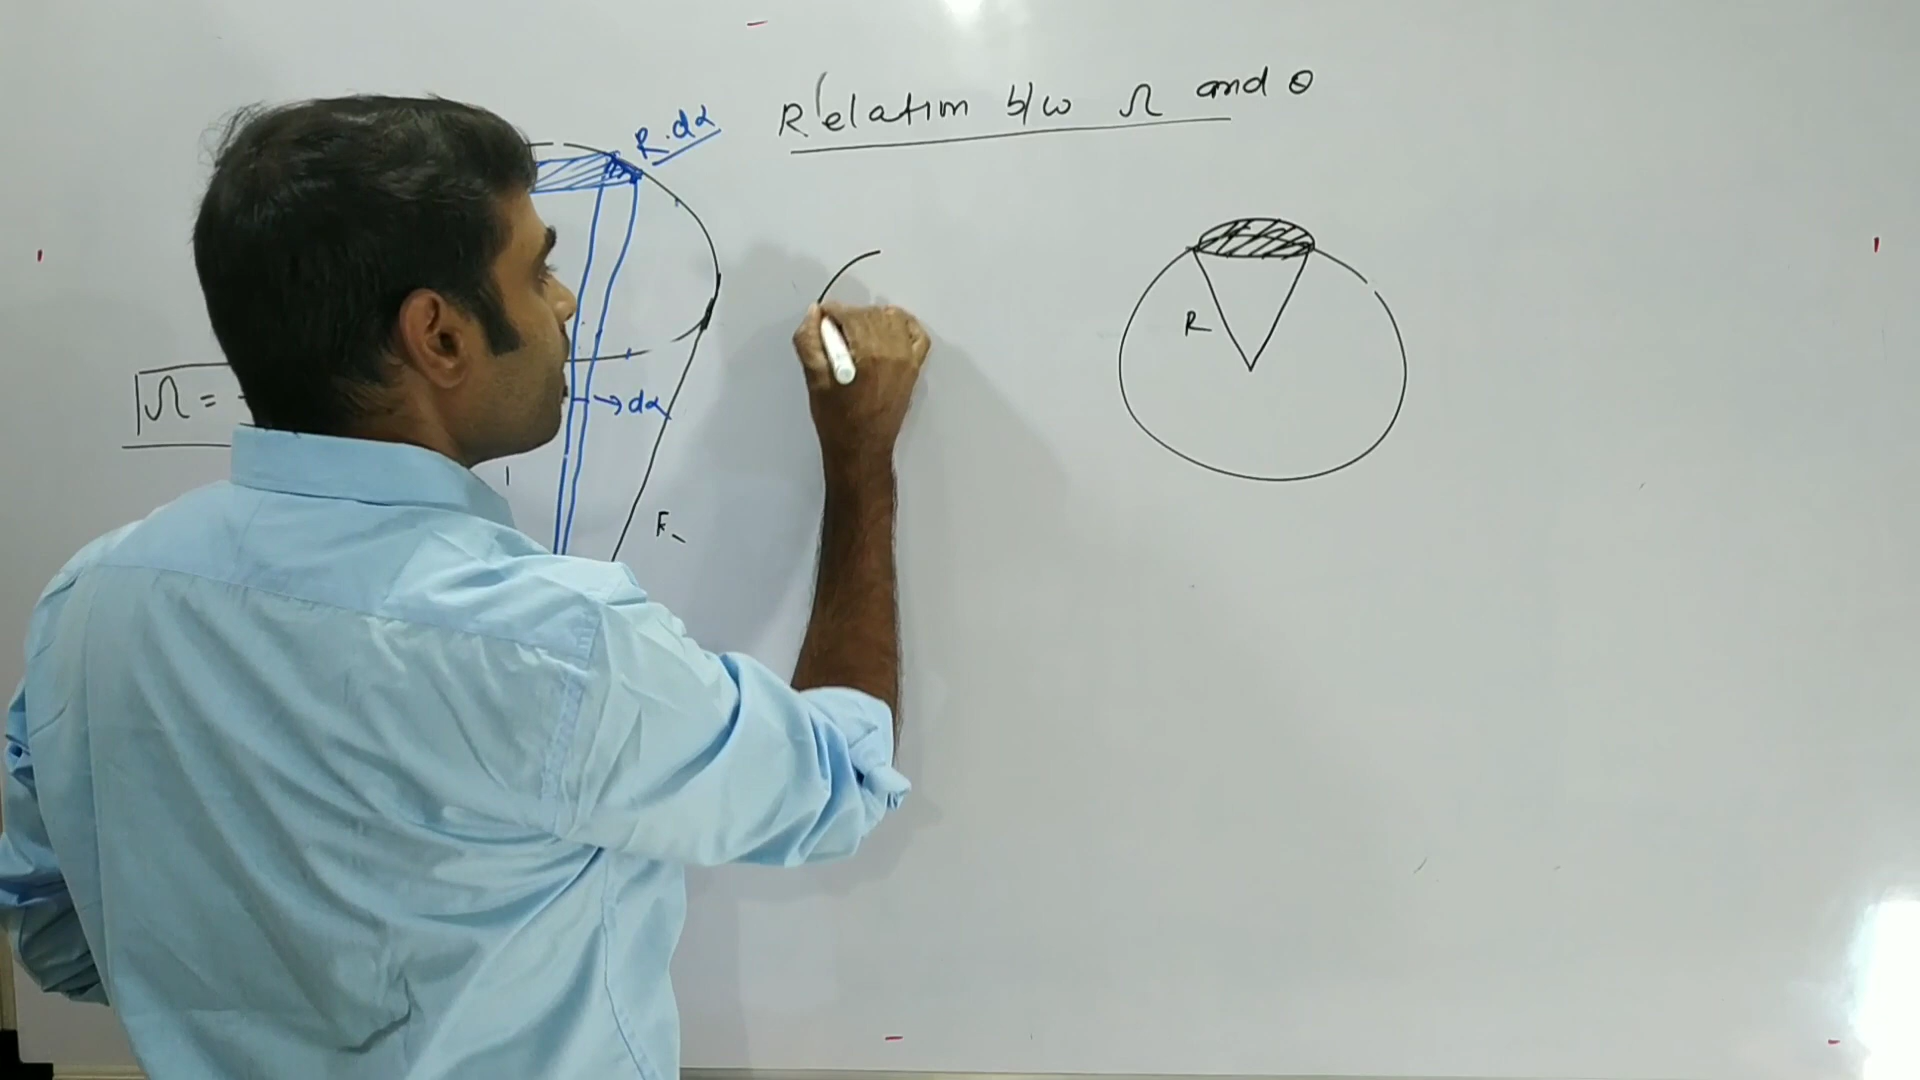 Relation b/w Ω and θ
R.dα
R
Ω =
→dα